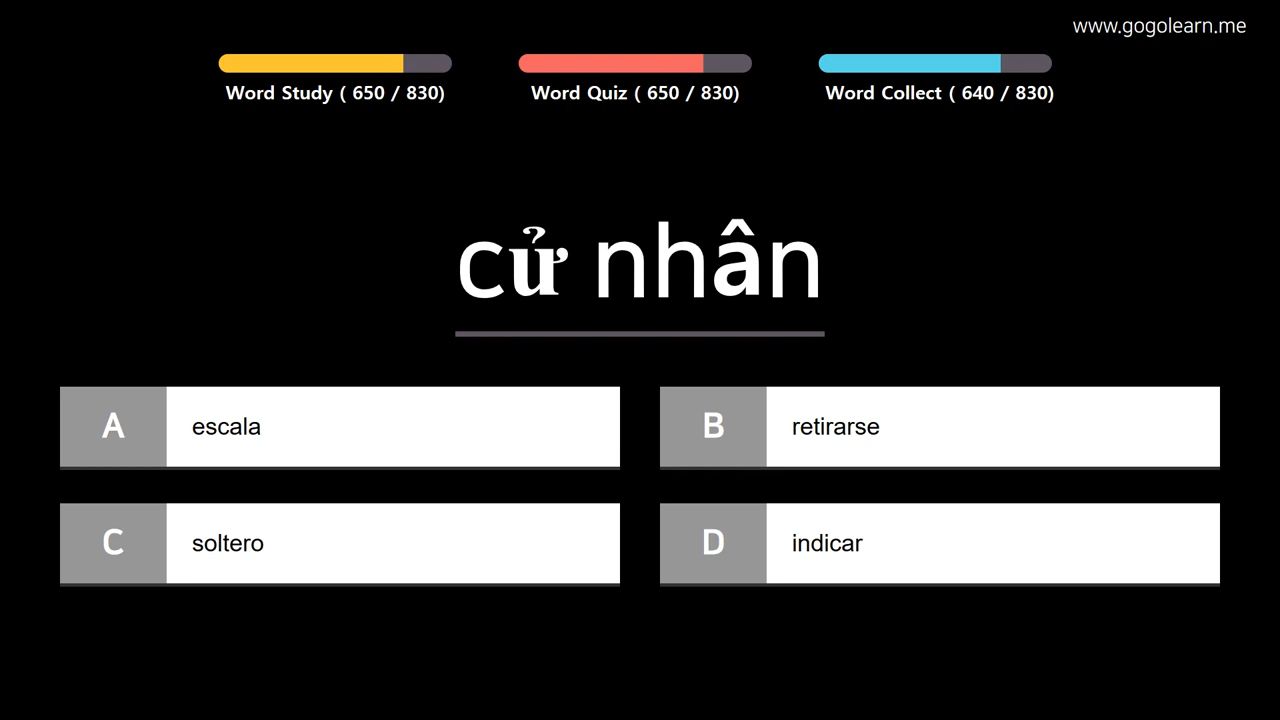 www.gogolearn.me
Word Study ( 650 / 830)
Word Quiz ( 650 / 830)
Word Collect ( 640 / 830)
cử nhân
A escala
B retirarse
C soltero
D indicar